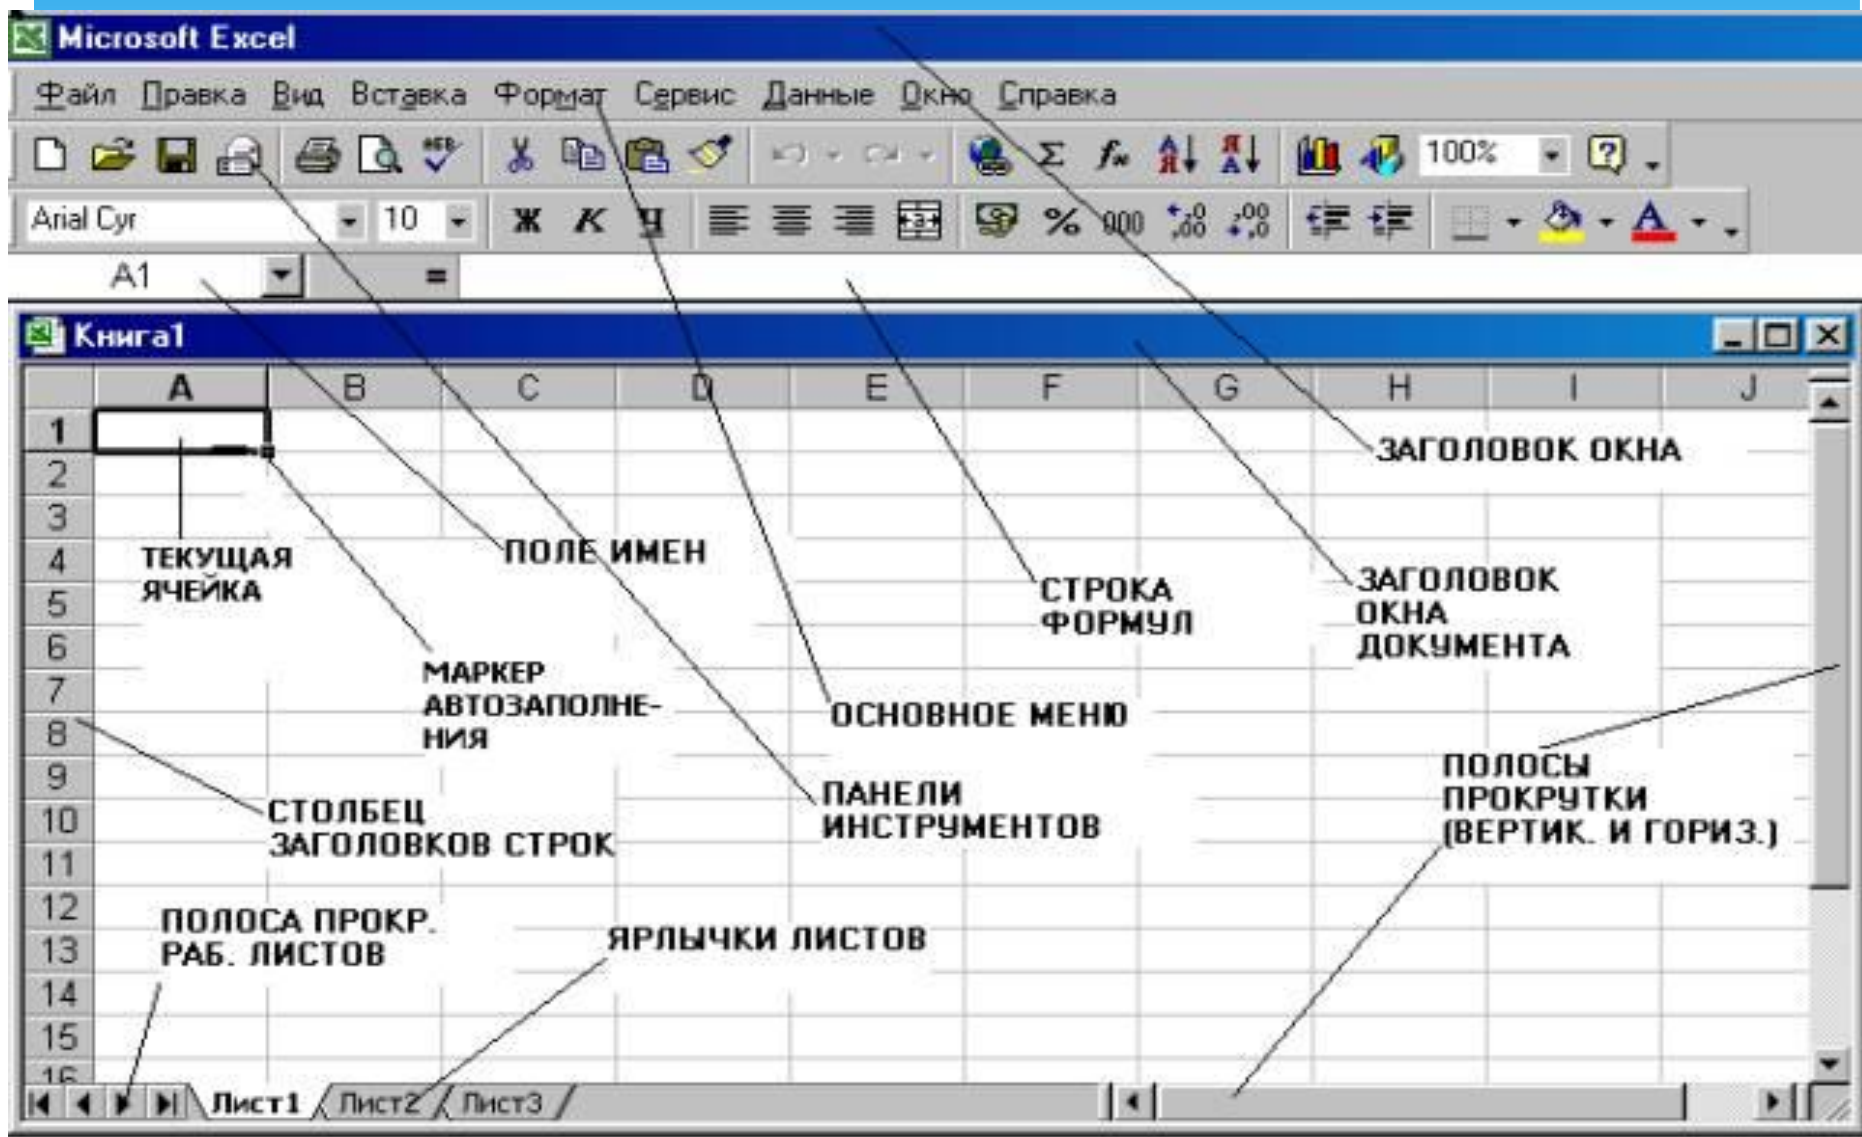 Microsoft Excel
Файл Правка Вид Вставка Формат Сервис Данные Окно Справка
100%
Arial Cyr 10 Ж К Ч % 000
A1 =
Книга1
A B C D E F G H I J
1
ЗАГОЛОВОК ОКНА
2
3
4
ТЕКУЩАЯ
ЯЧЕЙКА
ПОЛЕ ИМЕН
5
СТРОКА
ФОРМУЛ
ЗАГОЛОВОК
ОКНА
ДОКУМЕНТА
6
7
МАРКЕР
АВТОЗАПОЛНЕ-
НИЯ
ОСНОВНОЕ МЕНЮ
8
9
ПОЛОСЫ
ПРОКРУТКИ
(ВЕРТИК. И ГОРИЗ.)
ПАНЕЛИ
ИНСТРУМЕНТОВ
10
СТОЛБЕЦ
ЗАГОЛОВКОВ СТРОК
11
12
ПОЛОСА ПРОКР.
РАБ. ЛИСТОВ
ЯРЛЫЧКИ ЛИСТОВ
13
14
15
16
Лист1 Лист2 Лист3